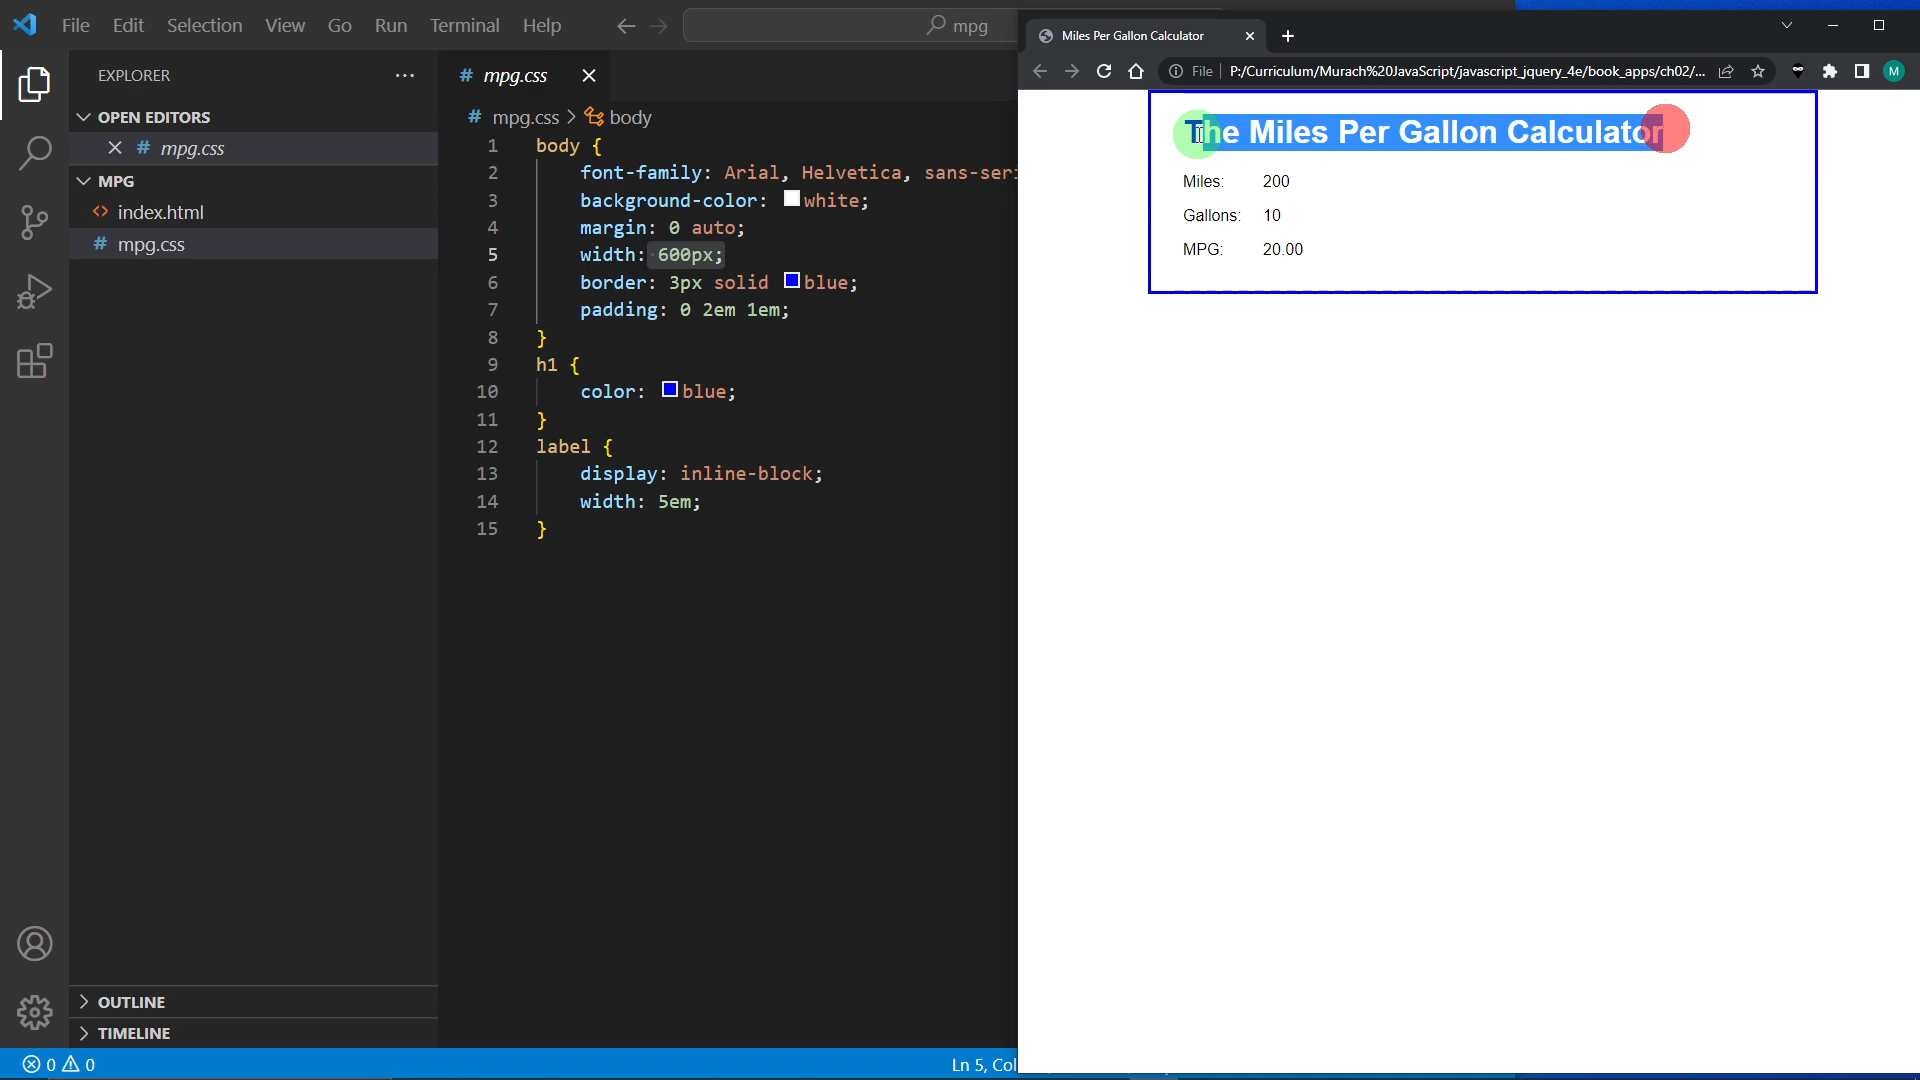 File Edit Selection View Go Run Terminal Help
mpg
EXPLORER
OPEN EDITORS
# mpg.css
MPG
index.html
# mpg.css
OUTLINE
TIMELINE
# mpg.css
# mpg.css > body
1 body {
2 font-family: Arial, Helvetica, sans-seri
3 background-color: white;
4 margin: 0 auto;
5 width: 600px;
6 border: 3px solid blue;
7 padding: 0 2em 1em;
8 }
9 h1 {
10 color: blue;
11 }
12 label {
13 display: inline-block;
14 width: 5em;
15 }
0 0
Ln 5, Col
Miles Per Gallon Calculator
File P:/Curriculum/Murach%20JavaScript/javascript_jquery_4e/book_apps/ch02/...
M
The Miles Per Gallon Calculator
Miles: 200
Gallons: 10
MPG: 20.00